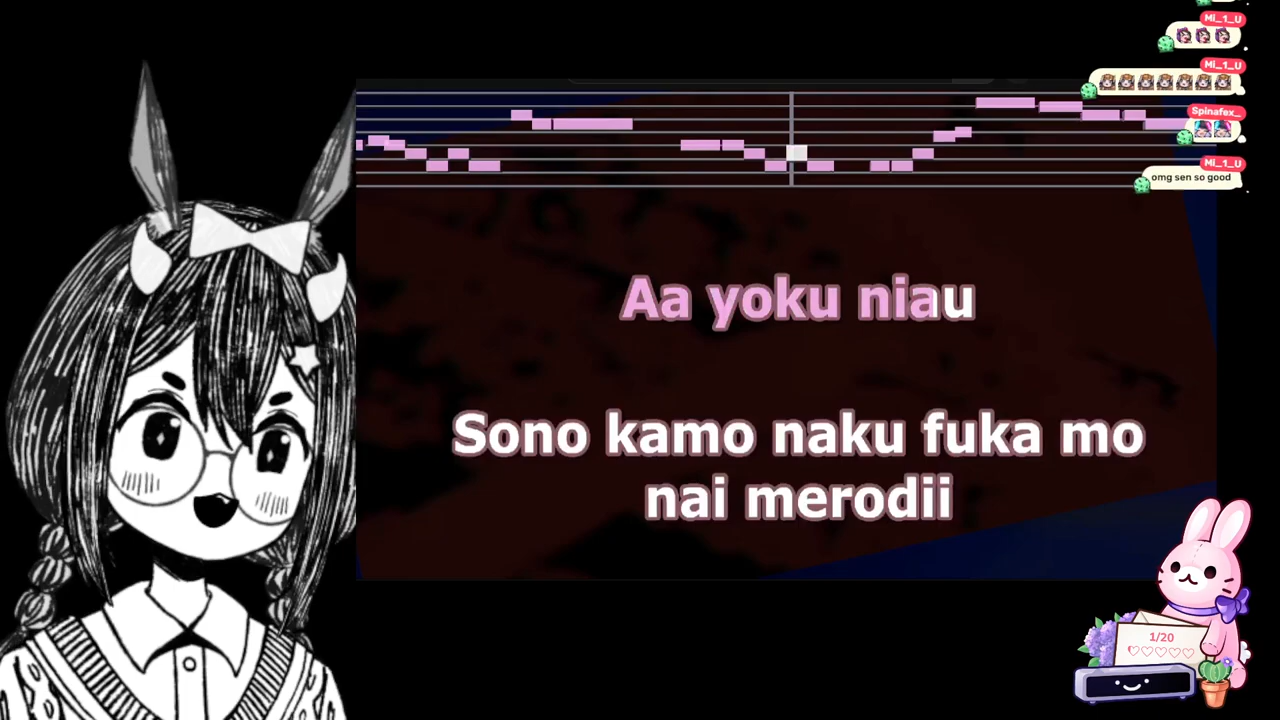 Mi_1_U
Mi_1_U
Spinafex_
Mi_1_U
omg sen so good
Aa yoku niau
Sono kamo naku fuka mo
nai merodii
1/20